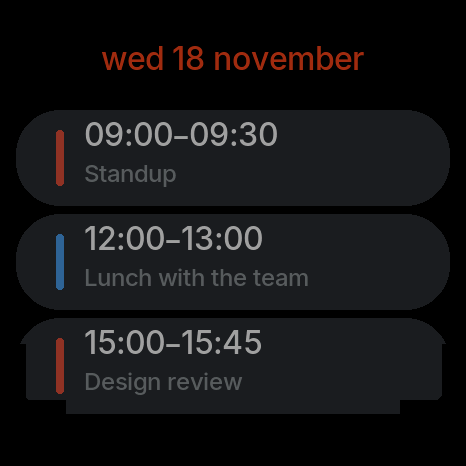 wed 18 november
09:00–09:30
Standup
12:00–13:00
Lunch with the team
15:00–15:45
Design review